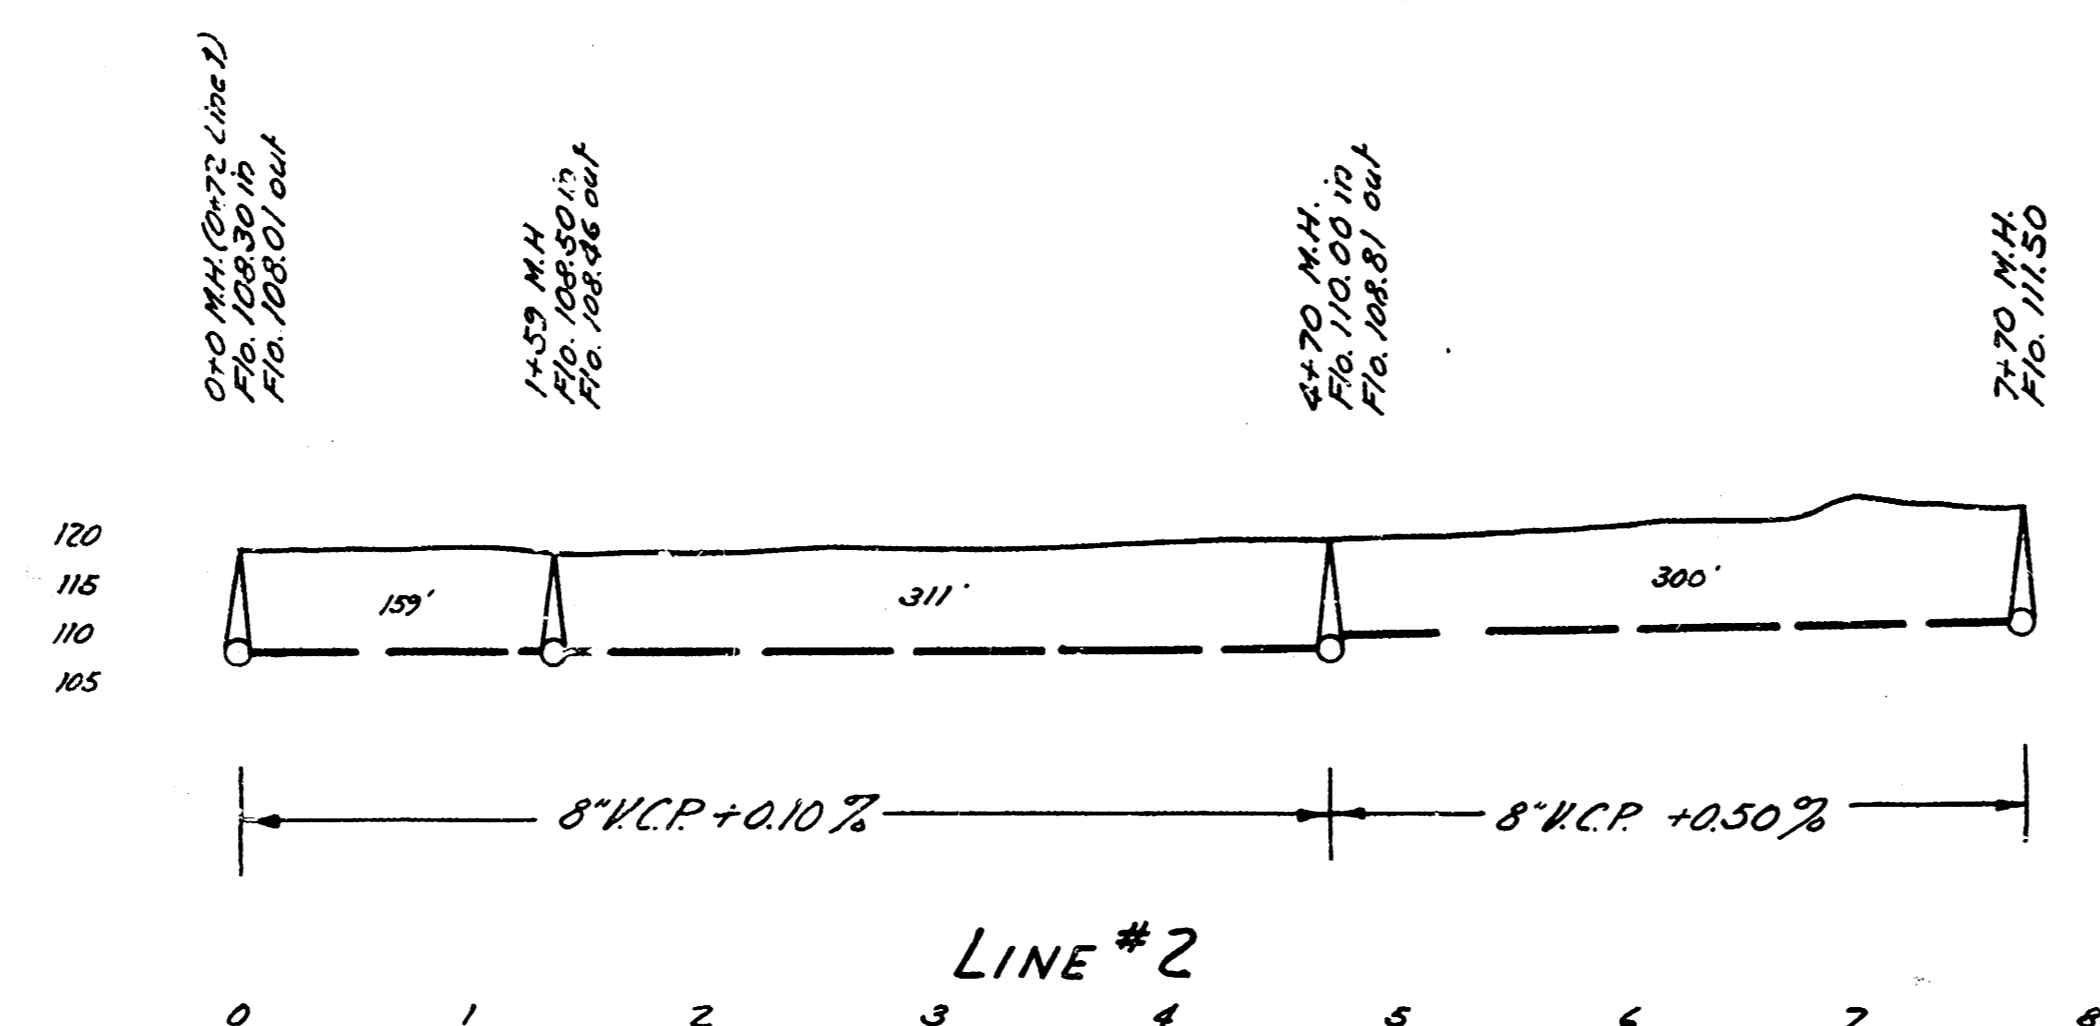 0+0 M.H. (0+72 Line 1)
Flo. 108.30 in
Flo. 108.01 out
1+59 M.H
Flo. 108.50 in
Flo. 108.46 out
4+70 M.H.
Flo. 110.00 in
Flo. 108.81 out
7+70 M.H.
Flo. 111.50
120
115
110
105
159'
311'
300'
8"V.C.P. +0.10%
8"V.C.P. +0.50%
LINE #2
0 1 2 3 4 5 6 7 8